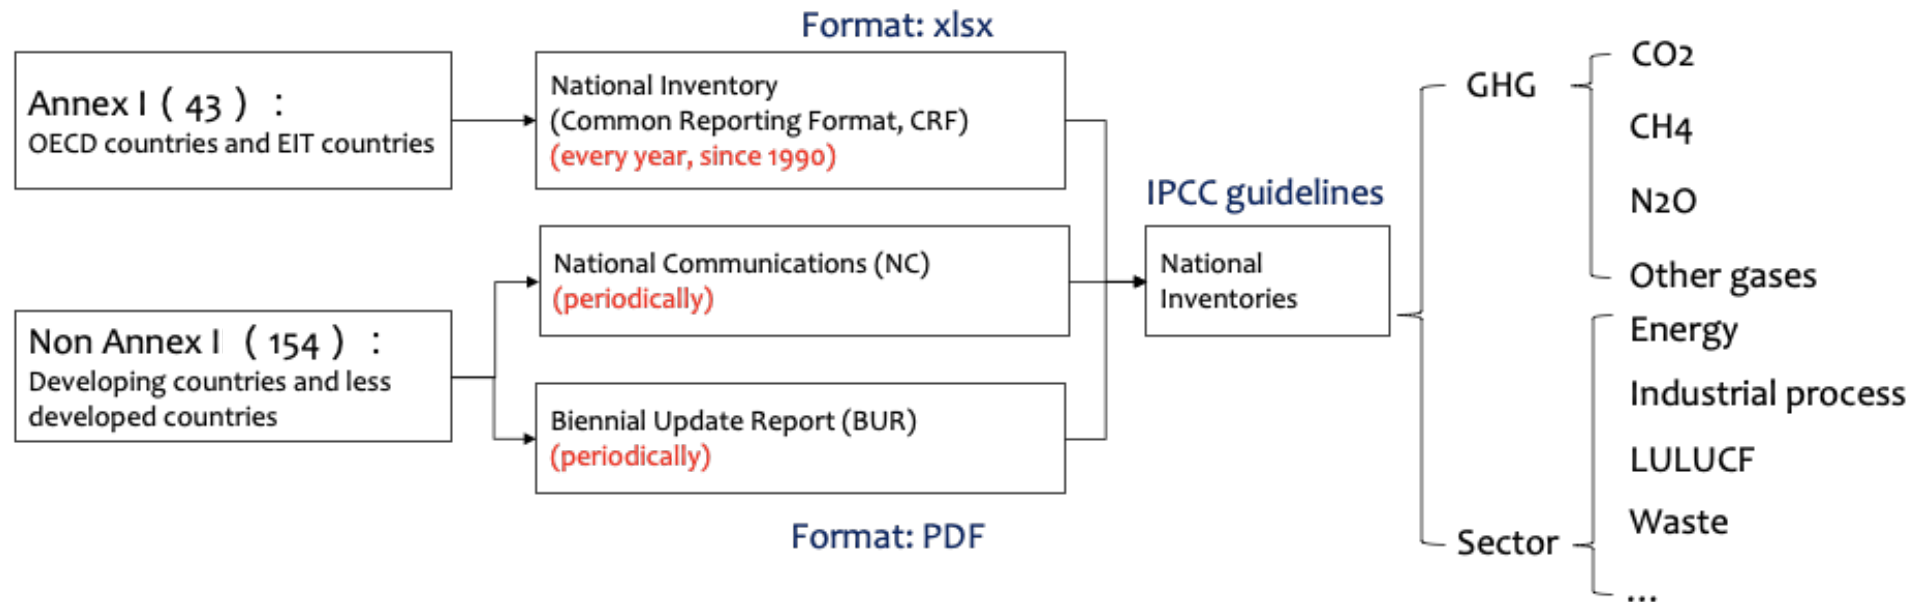 Format: xlsx
Annex I ( 43 ) :
OECD countries and EIT countries
National Inventory
(Common Reporting Format, CRF)
(every year, since 1990)
Non Annex I ( 154 ) :
Developing countries and less
developed countries
National Communications (NC)
(periodically)
Biennial Update Report (BUR)
(periodically)
Format: PDF
IPCC guidelines
National
Inventories
GHG
CO2
CH4
N2O
Other gases
Sector
Energy
Industrial process
LULUCF
Waste
...